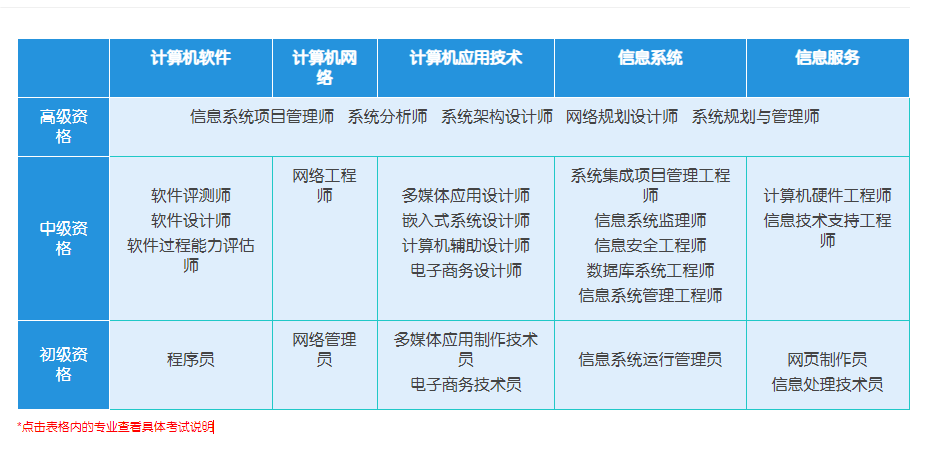 计算机软件
计算机网
络
计算机应用技术
信息系统
信息服务
高级资
格
信息系统项目管理师 系统分析师 系统架构设计师 网络规划设计师 系统规划与管理师
中级资
格
软件评测师
软件设计师
软件过程能力评估
师
网络工程
师
多媒体应用设计师
嵌入式系统设计师
计算机辅助设计师
电子商务设计师
系统集成项目管理工程
师
信息系统监理师
信息安全工程师
数据库系统工程师
信息系统管理工程师
计算机硬件工程师
信息技术支持工程
师
初级资
格
程序员
网络管理
员
多媒体应用制作技术
员
电子商务技术员
信息系统运行管理员
网页制作员
信息处理技术员
*点击表格内的专业查看具体考试说明